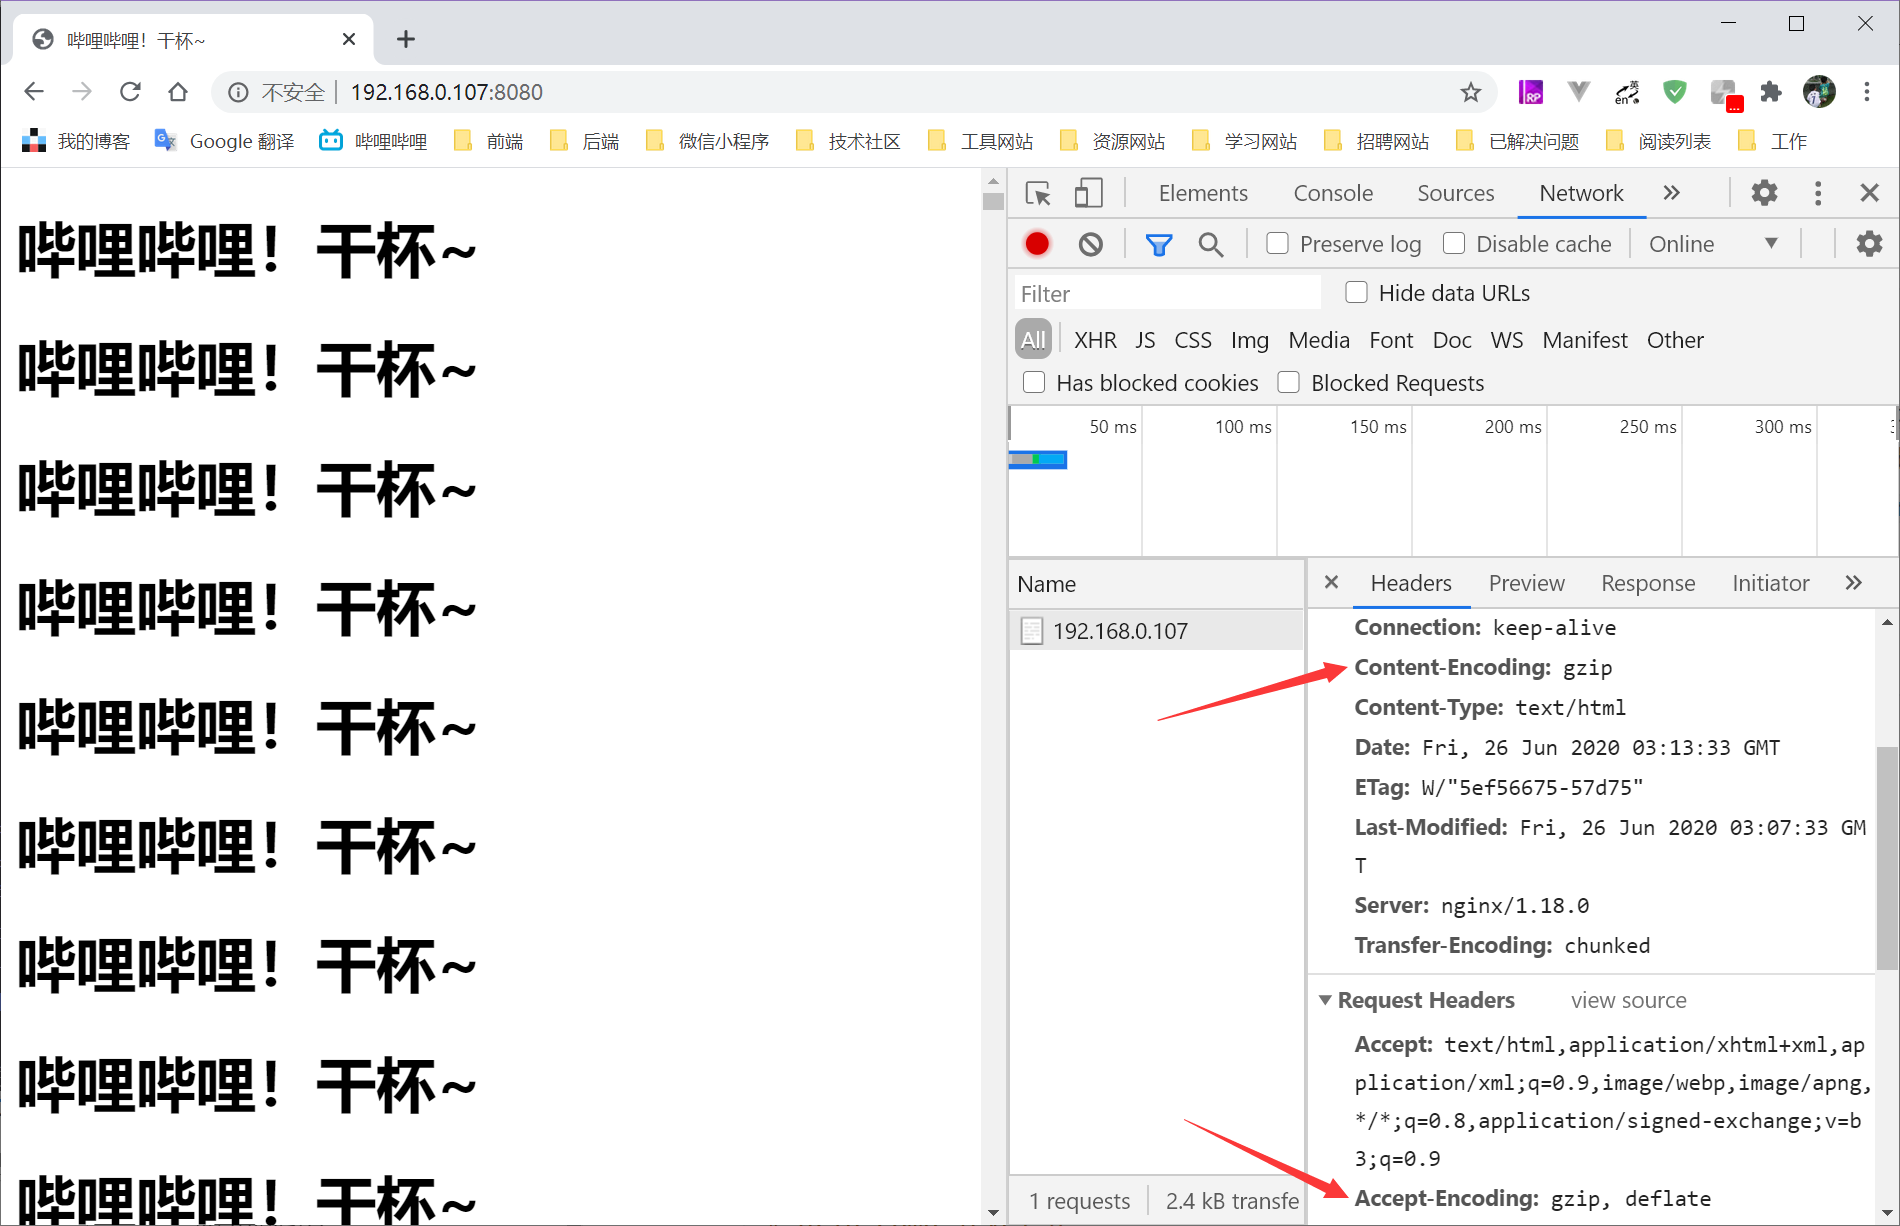 哔哩哔哩！干杯~
不安全 192.168.0.107:8080
我的博客 Google 翻译 哔哩哔哩 前端 后端 微信小程序 技术社区 工具网站 资源网站 学习网站 招聘网站 已解决问题 阅读列表 工作
哔哩哔哩！干杯~
哔哩哔哩！干杯~
哔哩哔哩！干杯~
哔哩哔哩！干杯~
哔哩哔哩！干杯~
哔哩哔哩！干杯~
哔哩哔哩！干杯~
哔哩哔哩！干杯~
哔哩哔哩！干杯~
Elements Console Sources Network
Preserve log Disable cache Online
Filter Hide data URLs
All XHR JS CSS Img Media Font Doc WS Manifest Other
Has blocked cookies Blocked Requests
50 ms 100 ms 150 ms 200 ms 250 ms 300 ms
Name
192.168.0.107
1 requests 2.4 kB transfe
Headers Preview Response Initiator
Connection: keep-alive
Content-Encoding: gzip
Content-Type: text/html
Date: Fri, 26 Jun 2020 03:13:33 GMT
ETag: W/"5ef56675-57d75"
Last-Modified: Fri, 26 Jun 2020 03:07:33 GM
T
Server: nginx/1.18.0
Transfer-Encoding: chunked
Request Headers view source
Accept: text/html,application/xhtml+xml,ap
plication/xml;q=0.9,image/webp,image/apng,
*/*;q=0.8,application/signed-exchange;v=b
3;q=0.9
Accept-Encoding: gzip, deflate